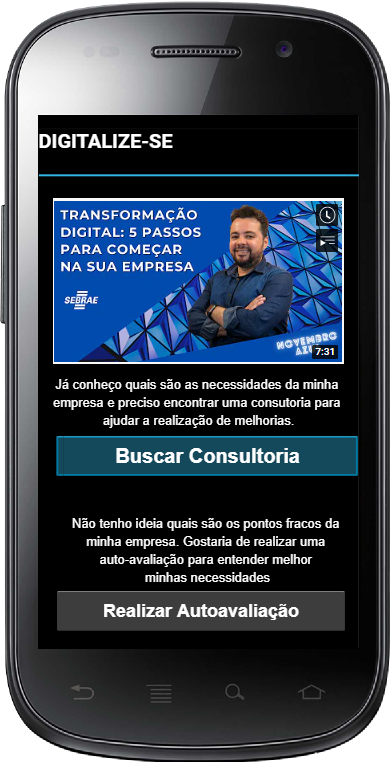 DIGITALIZE-SE
TRANSFORMAÇÃO
DIGITAL: 5 PASSOS
PARA COMEÇAR
NA SUA EMPRESA
SEBRAE
NOVEMBRO
7:31
Já conheço quais são as necessidades da minha
empresa e preciso encontrar uma consutoria para
ajudar a realização de melhorias.
Buscar Consultoria
Não tenho ideia quais são os pontos fracos da
minha empresa. Gostaria de realizar uma
auto-avaliação para entender melhor
minhas necessidades
Realizar Autoavaliação